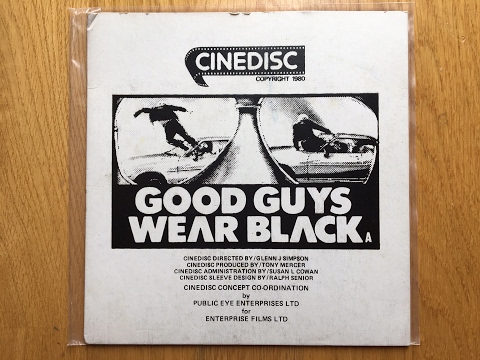 CINEDISC
COPYRIGHT 1980
GOOD GUYS
WEAR BLACK A
CINEDISC DIRECTED BY/GLENN J SIMPSON
CINEDISC PRODUCED BY/TONY MERCER
CINEDISC ADMINISTRATION BY/SUSAN L COWAN
CINEDISC SLEEVE DESIGN BY/RALPH SENIOR
CINEDISC CONCEPT CO-ORDINATION
by
PUBLIC EYE ENTERPRISES LTD
for
ENTERPRISE FILMS LTD